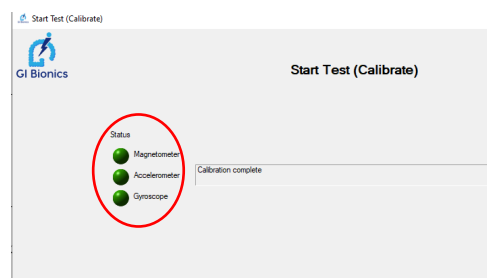 Start Test (Calibrate)
GI Bionics
Start Test (Calibrate)
Status
Magnetometer
Accelerometer
Calibration complete
Gyroscope